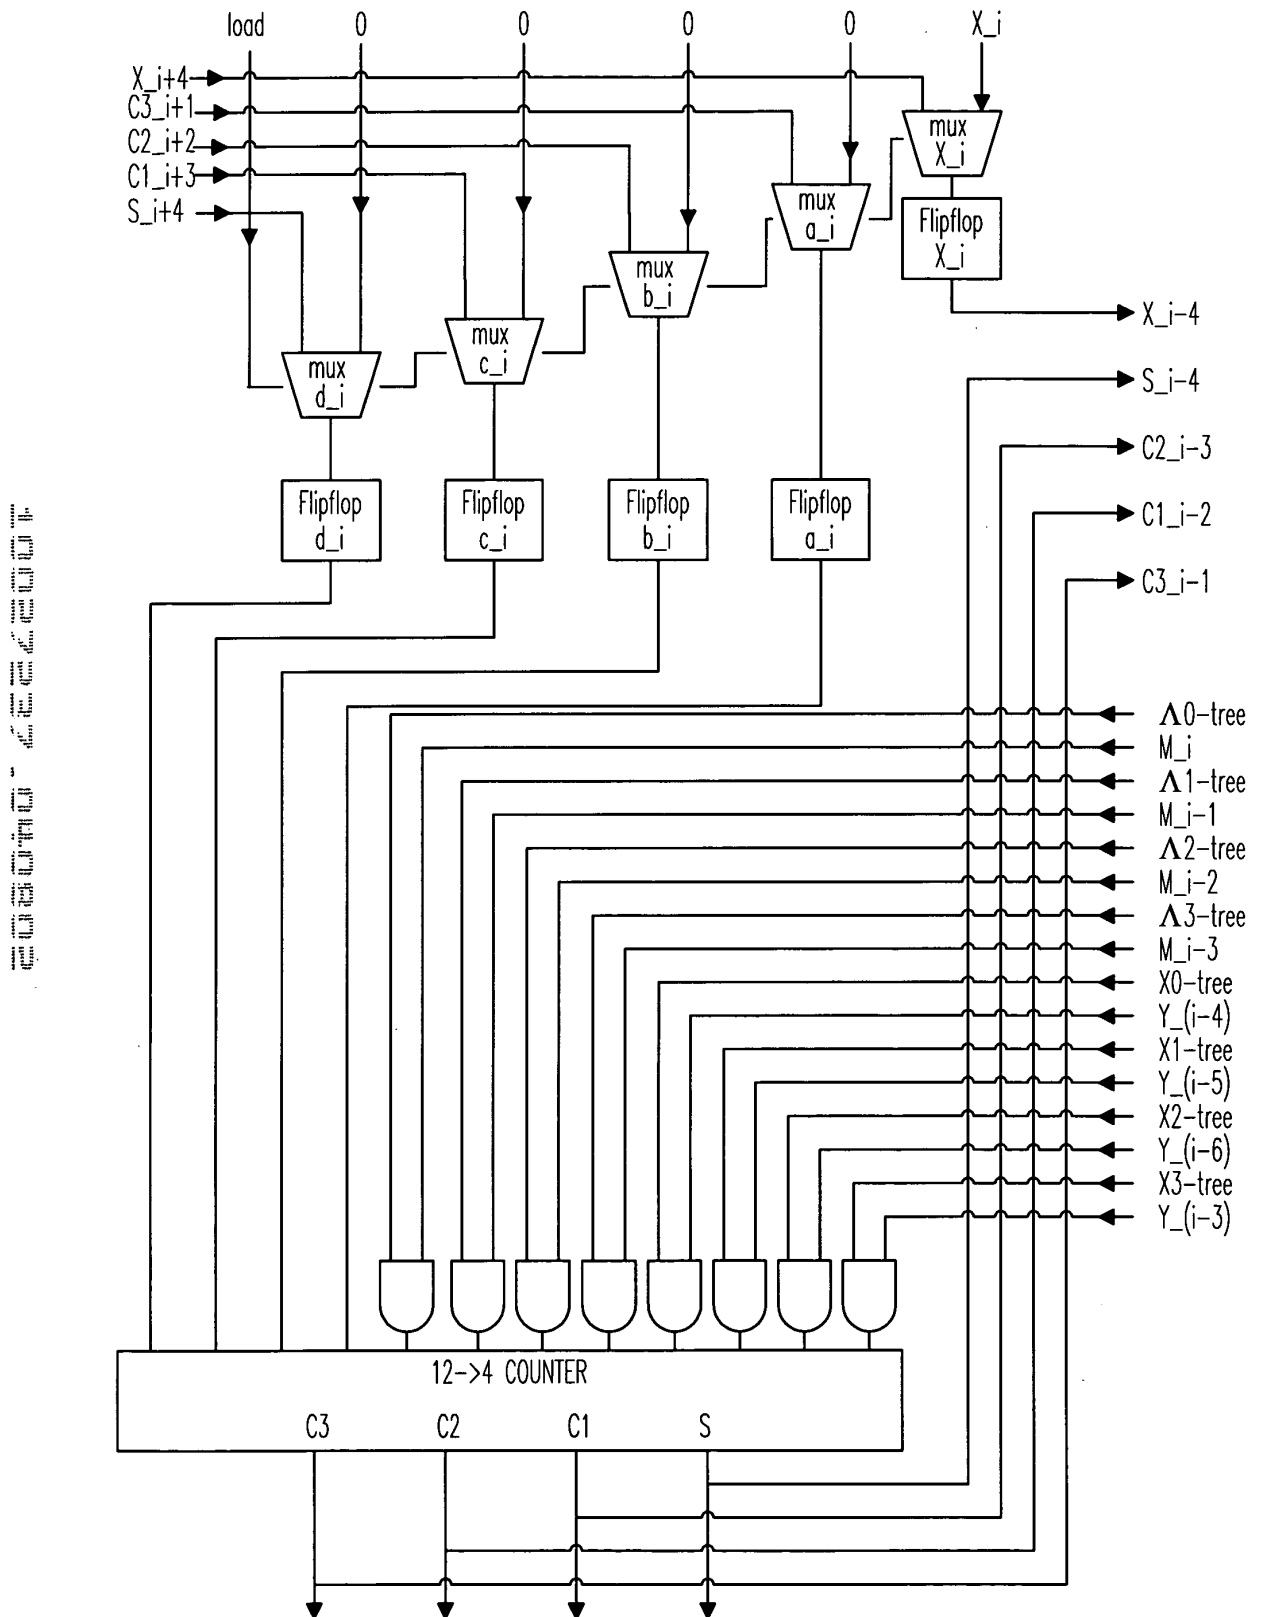 load 0 0 0 0 X_i
X_i+4
C3_i+1
C2_i+2
C1_i+3
S_i+4
mux
X_i
mux
a_i
Flipflop
X_i
mux
b_i
mux
c_i
mux
d_i
X_i-4
S_i-4
C2_i-3
C1_i-2
C3_i-1
Flipflop
d_i
Flipflop
c_i
Flipflop
b_i
Flipflop
a_i
Λ0-tree
M_i
Λ1-tree
M_i-1
Λ2-tree
M_i-2
Λ3-tree
M_i-3
X0-tree
Y_(i-4)
X1-tree
Y_(i-5)
X2-tree
Y_(i-6)
X3-tree
Y_(i-3)
12->4 COUNTER
C3 C2 C1 S